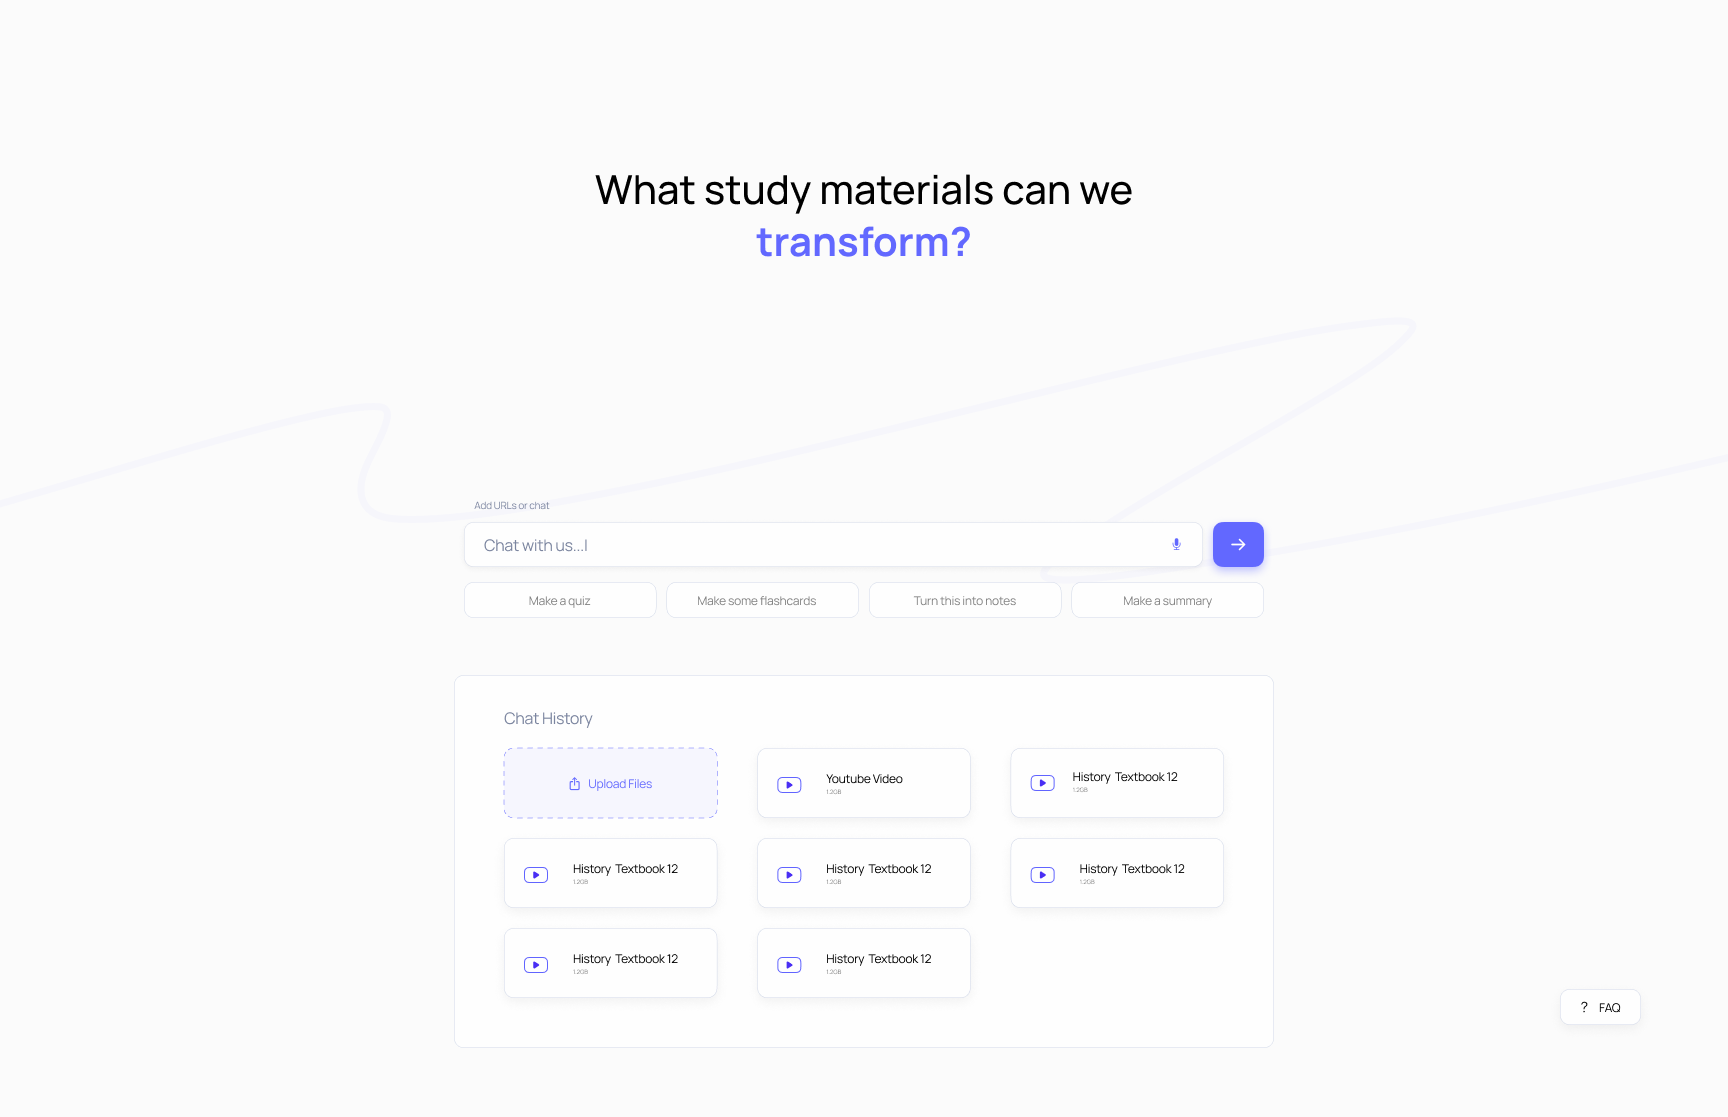 What study materials can we
transform?
Add URLs or chat
Chat with us...|
Make a quiz
Make some flashcards
Turn this into notes
Make a summary
Chat History
Upload Files
Youtube Video
1.2GB
History Textbook 12
1.2GB
History Textbook 12
1.2GB
History Textbook 12
1.2GB
History Textbook 12
1.2GB
History Textbook 12
1.2GB
History Textbook 12
1.2GB
? FAQ